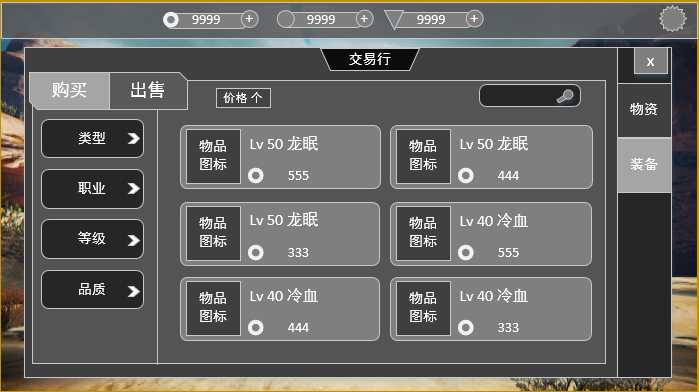 9999 + 9999 + 9999 +
交易行
x
购买 出售
价格 个
物资
装备
类型
职业
等级
品质
物品
图标
Lv 50 龙眠
555
物品
图标
Lv 50 龙眠
444
物品
图标
Lv 50 龙眠
333
物品
图标
Lv 40 冷血
555
物品
图标
Lv 40 冷血
444
物品
图标
Lv 40 冷血
333